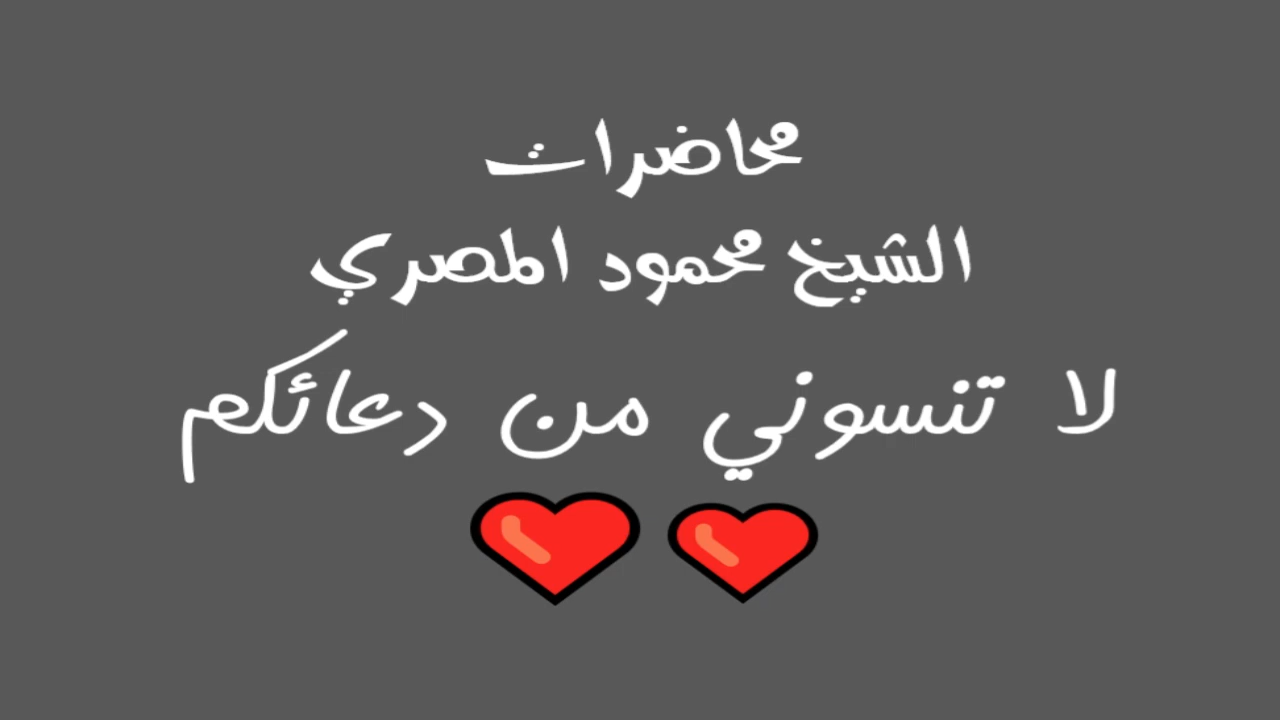 محاضرات
الشيخ محمود المصري
لا تنسوني من دعائكم